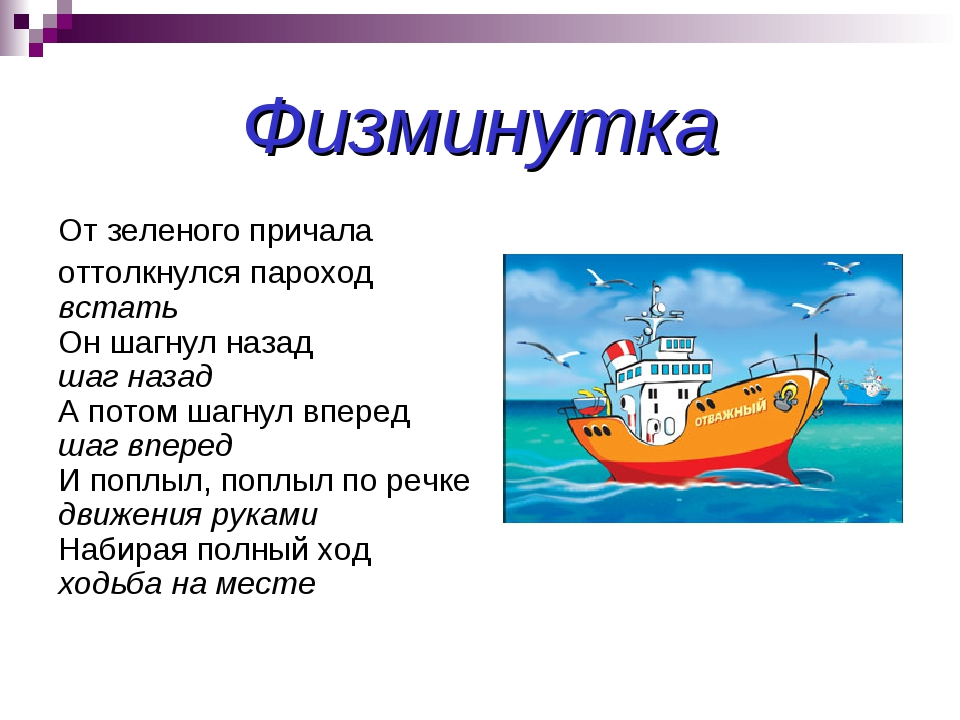 Физминутка
От зеленого причала
оттолкнулся пароход
встать
Он шагнул назад
шаг назад
А потом шагнул вперед
шаг вперед
И поплыл, поплыл по речке
движения руками
Набирая полный ход
ходьба на месте
ОТВАЖНЫЙ